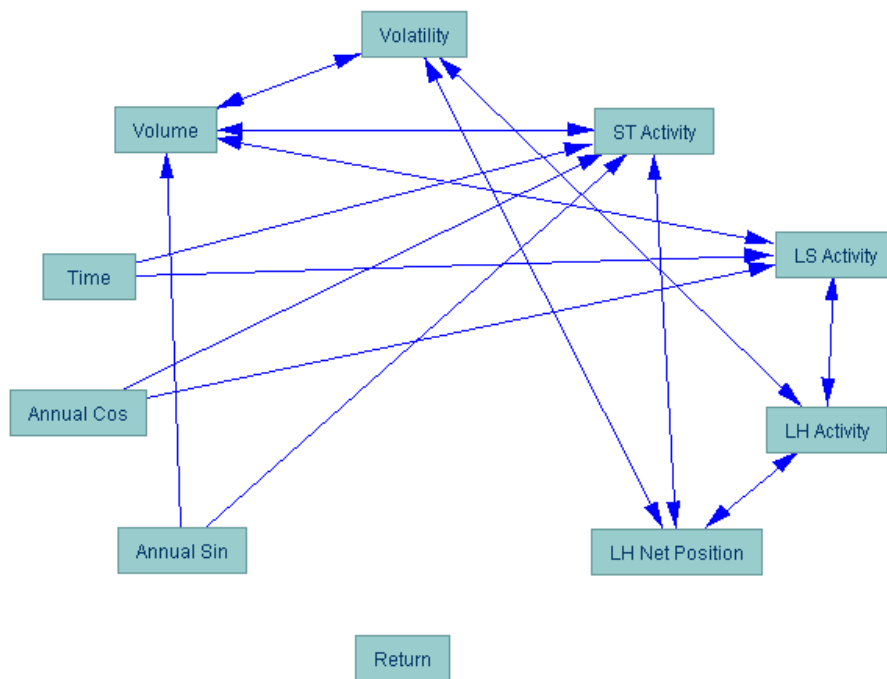 Volatility
Volume
ST Activity
LS Activity
Time
Annual Cos
LH Activity
Annual Sin
LH Net Position
Return